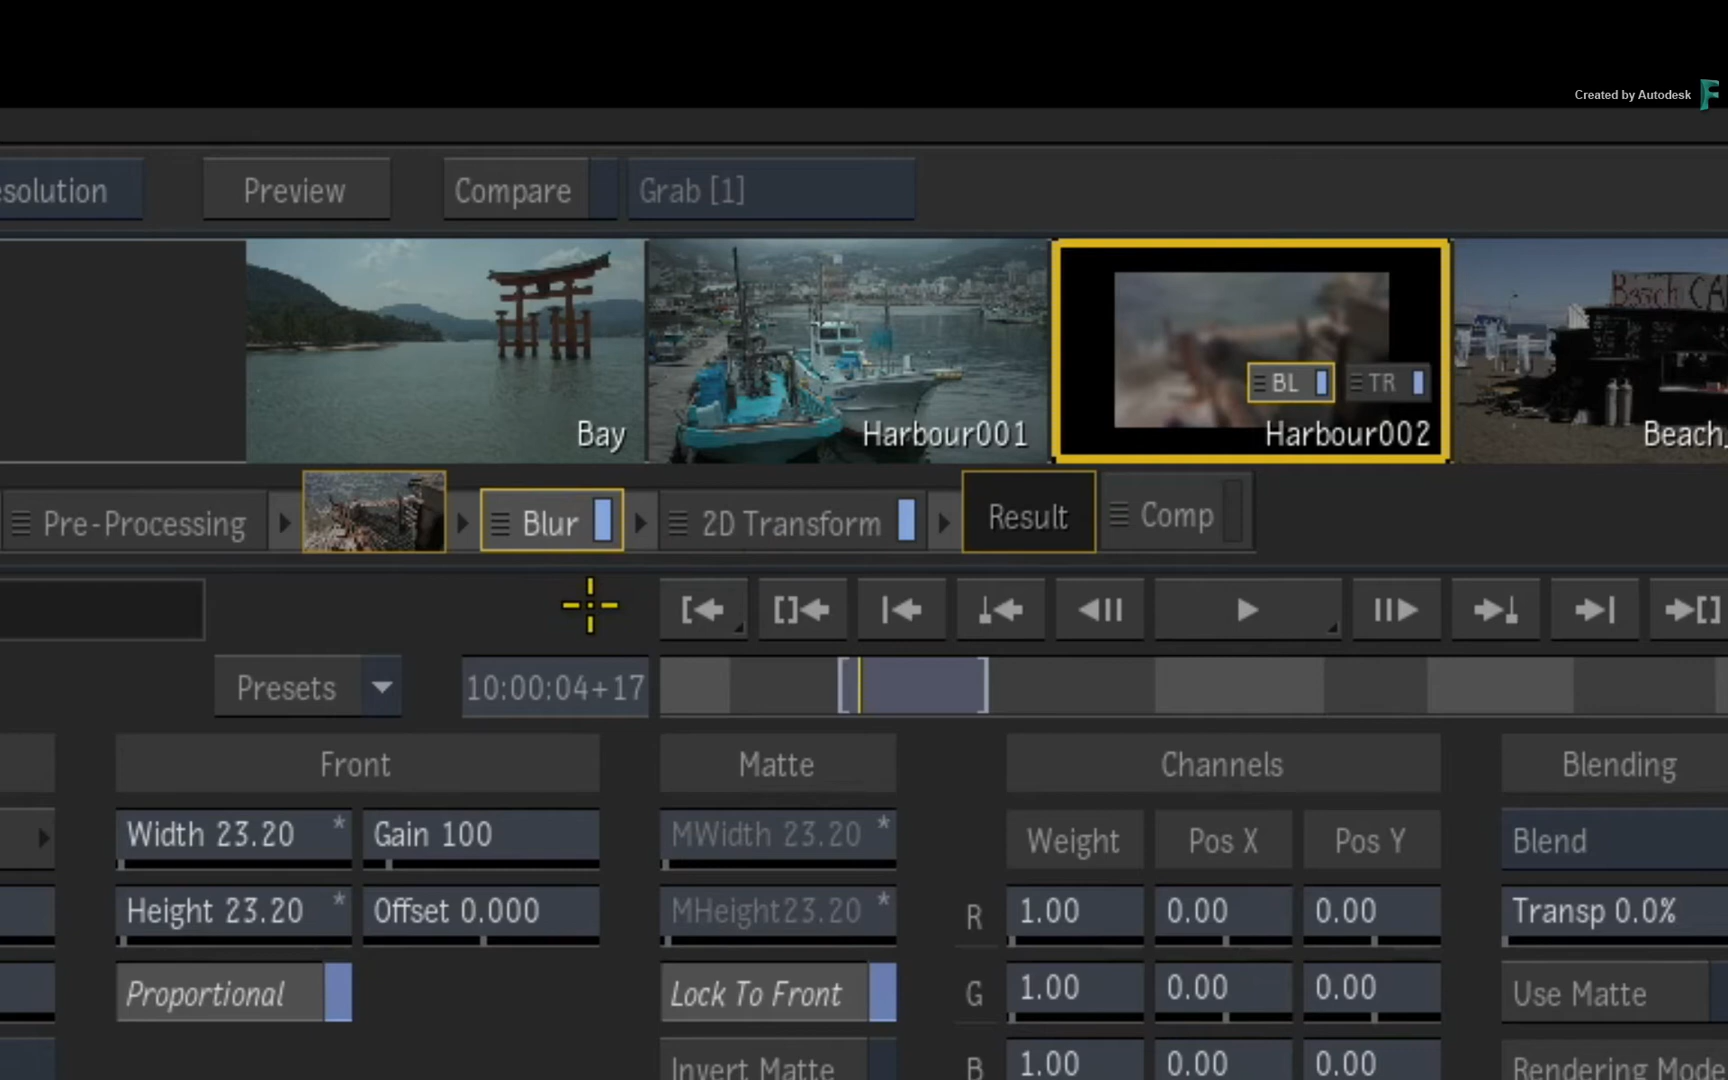 Created by Autodesk
esolution
Preview
Compare
Grab [1]
Beach CA
BL
TR
Bay
Harbour001
Harbour002
Beach_
Pre-Processing
Blur
2D Transform
Result
Comp
Presets
10:00:04+17
Front
Matte
Channels
Blending
Width 23.20 *
Gain 100
MWidth 23.20 *
Weight
Pos X
Pos Y
Blend
Height 23.20 *
Offset 0.000
MHeight23.20 *
R
1.00
0.00
0.00
Transp 0.0%
Proportional
Lock To Front
G
1.00
0.00
0.00
Use Matte
Invert Matte
B
1.00
0.00
0.00
Rendering Mode